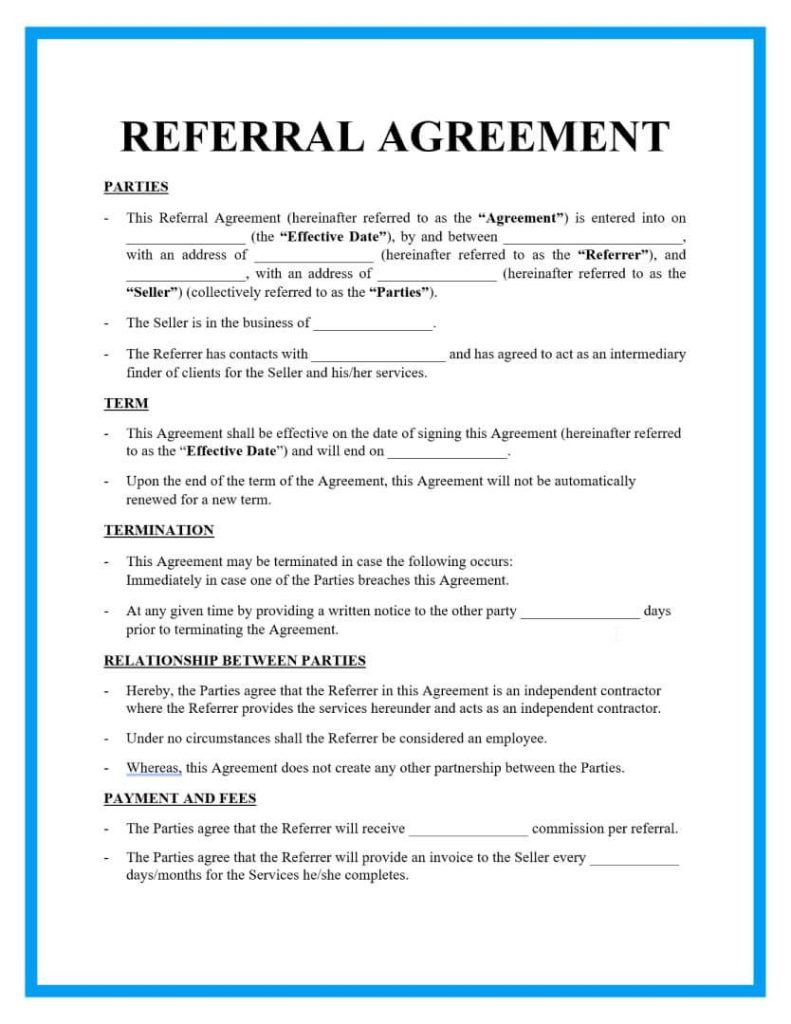 REFERRAL AGREEMENT
PARTIES
- This Referral Agreement (hereinafter referred to as the “Agreement”) is entered into on
________________ (the “Effective Date”), by and between ________________________,
with an address of ________________ (hereinafter referred to as the “Referrer”), and
________________, with an address of ________________ (hereinafter referred to as the
“Seller”) (collectively referred to as the “Parties”).
- The Seller is in the business of ________________.
- The Referrer has contacts with __________________ and has agreed to act as an intermediary
finder of clients for the Seller and his/her services.
TERM
- This Agreement shall be effective on the date of signing this Agreement (hereinafter referred
to as the “Effective Date”) and will end on ________________.
- Upon the end of the term of the Agreement, this Agreement will not be automatically
renewed for a new term.
TERMINATION
- This Agreement may be terminated in case the following occurs:
Immediately in case one of the Parties breaches this Agreement.
- At any given time by providing a written notice to the other party ________________ days
prior to terminating the Agreement.
RELATIONSHIP BETWEEN PARTIES
- Hereby, the Parties agree that the Referrer in this Agreement is an independent contractor
where the Referrer provides the services hereunder and acts as an independent contractor.
- Under no circumstances shall the Referrer be considered an employee.
- Whereas, this Agreement does not create any other partnership between the Parties.
PAYMENT AND FEES
- The Parties agree that the Referrer will receive ________________ commission per referral.
- The Parties agree that the Referrer will provide an invoice to the Seller every ____________
days/months for the Services he/she completes.